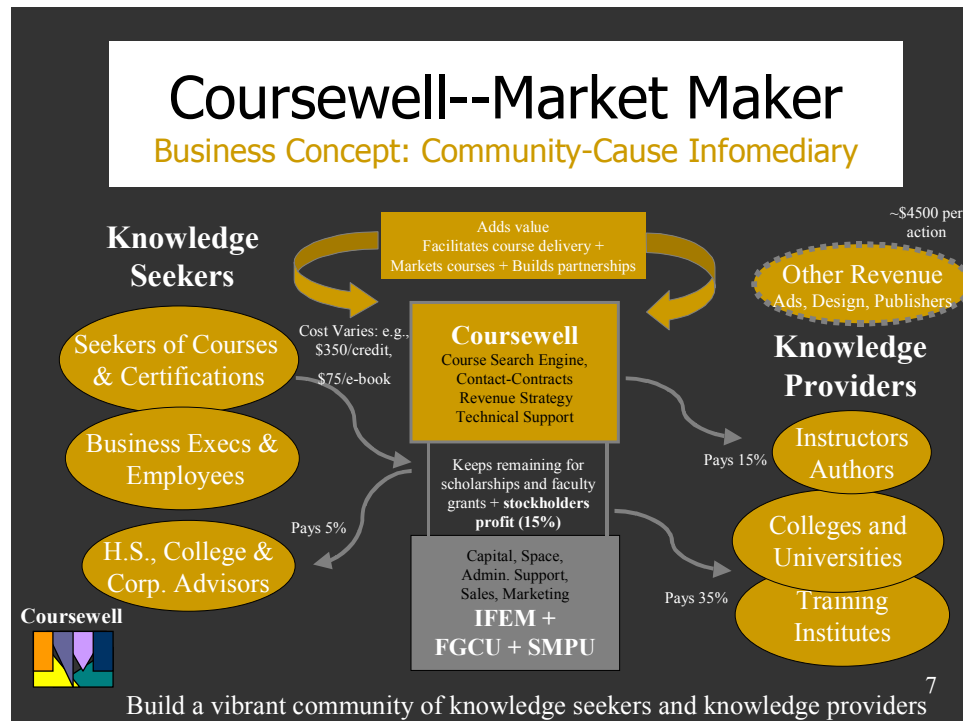 Coursewell--Market Maker
Business Concept: Community-Cause Infomediary
Knowledge
Seekers
Seekers of Courses
& Certifications
Business Execs &
Employees
H.S., College &
Corp. Advisors
Cost Varies: e.g.,
$350/credit,
$75/e-book
Pays 5%
Adds value
Facilitates course delivery +
Markets courses + Builds partnerships
Coursewell
Course Search Engine,
Contact-Contracts
Revenue Strategy
Technical Support
Keeps remaining for
scholarships and faculty
grants + stockholders
profit (15%)
Capital, Space,
Admin. Support,
Sales, Marketing
IFEM +
FGCU + SMPU
~$4500 per
action
Other Revenue
Ads, Design, Publishers
Knowledge
Providers
Pays 15%
Instructors
Authors
Colleges and
Universities
Pays 35%
Training
Institutes
Coursewell
7
Build a vibrant community of knowledge seekers and knowledge providers